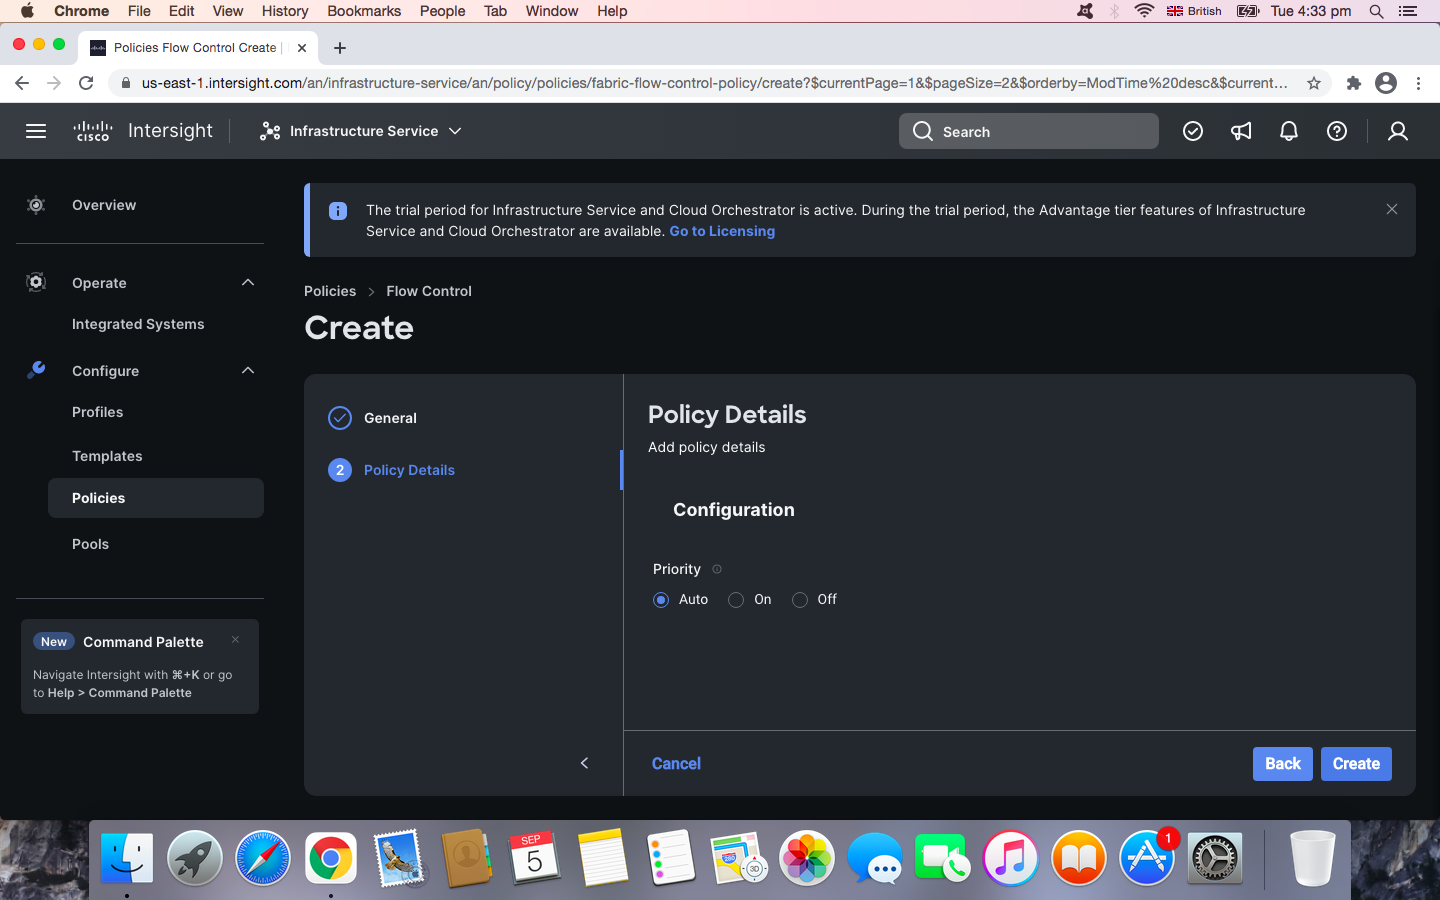 Chrome File Edit View History Bookmarks People Tab Window Help British Tue 4:33 pm
Policies Flow Control Create |
us-east-1.intersight.com/an/infrastructure-service/an/policy/policies/fabric-flow-control-policy/create?$currentPage=1&$pageSize=2&$orderby=ModTime%20desc&$current...
CISCO Intersight Infrastructure Service Search
Overview
Operate
Integrated Systems
Configure
Profiles
Templates
Policies
Pools
New Command Palette
Navigate Intersight with ⌘+K or go
to Help > Command Palette
The trial period for Infrastructure Service and Cloud Orchestrator is active. During the trial period, the Advantage tier features of Infrastructure
Service and Cloud Orchestrator are available. Go to Licensing
Policies > Flow Control
Create
General
2 Policy Details
Policy Details
Add policy details
Configuration
Priority
Auto On Off
Cancel Back Create
SEP
5
280
3D
1